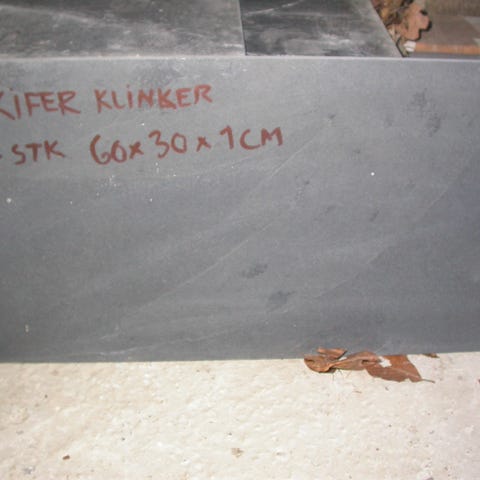 KIFER KLINKER
STK 60x30x1CM